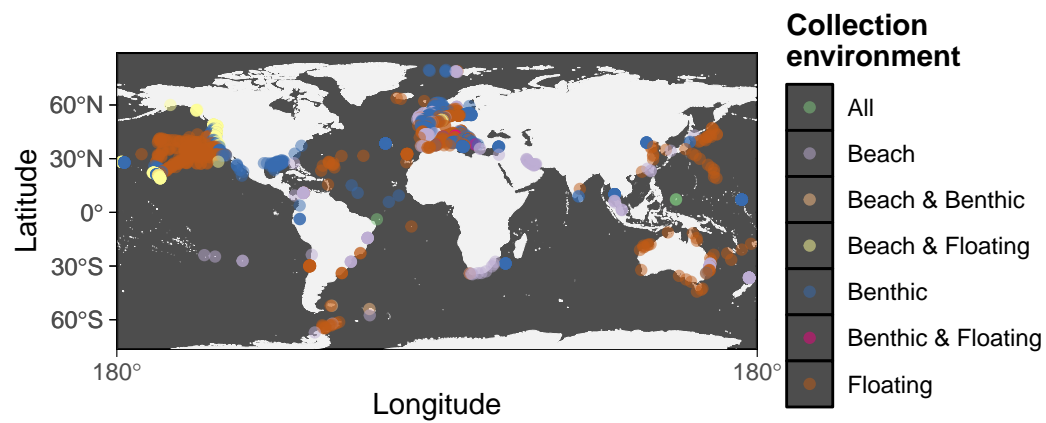 Collection
environment
All
Beach
Beach & Benthic
Beach & Floating
Benthic
Benthic & Floating
Floating
Latitude
60°N
30°N
0°
30°S
60°S
180°
180°
Longitude